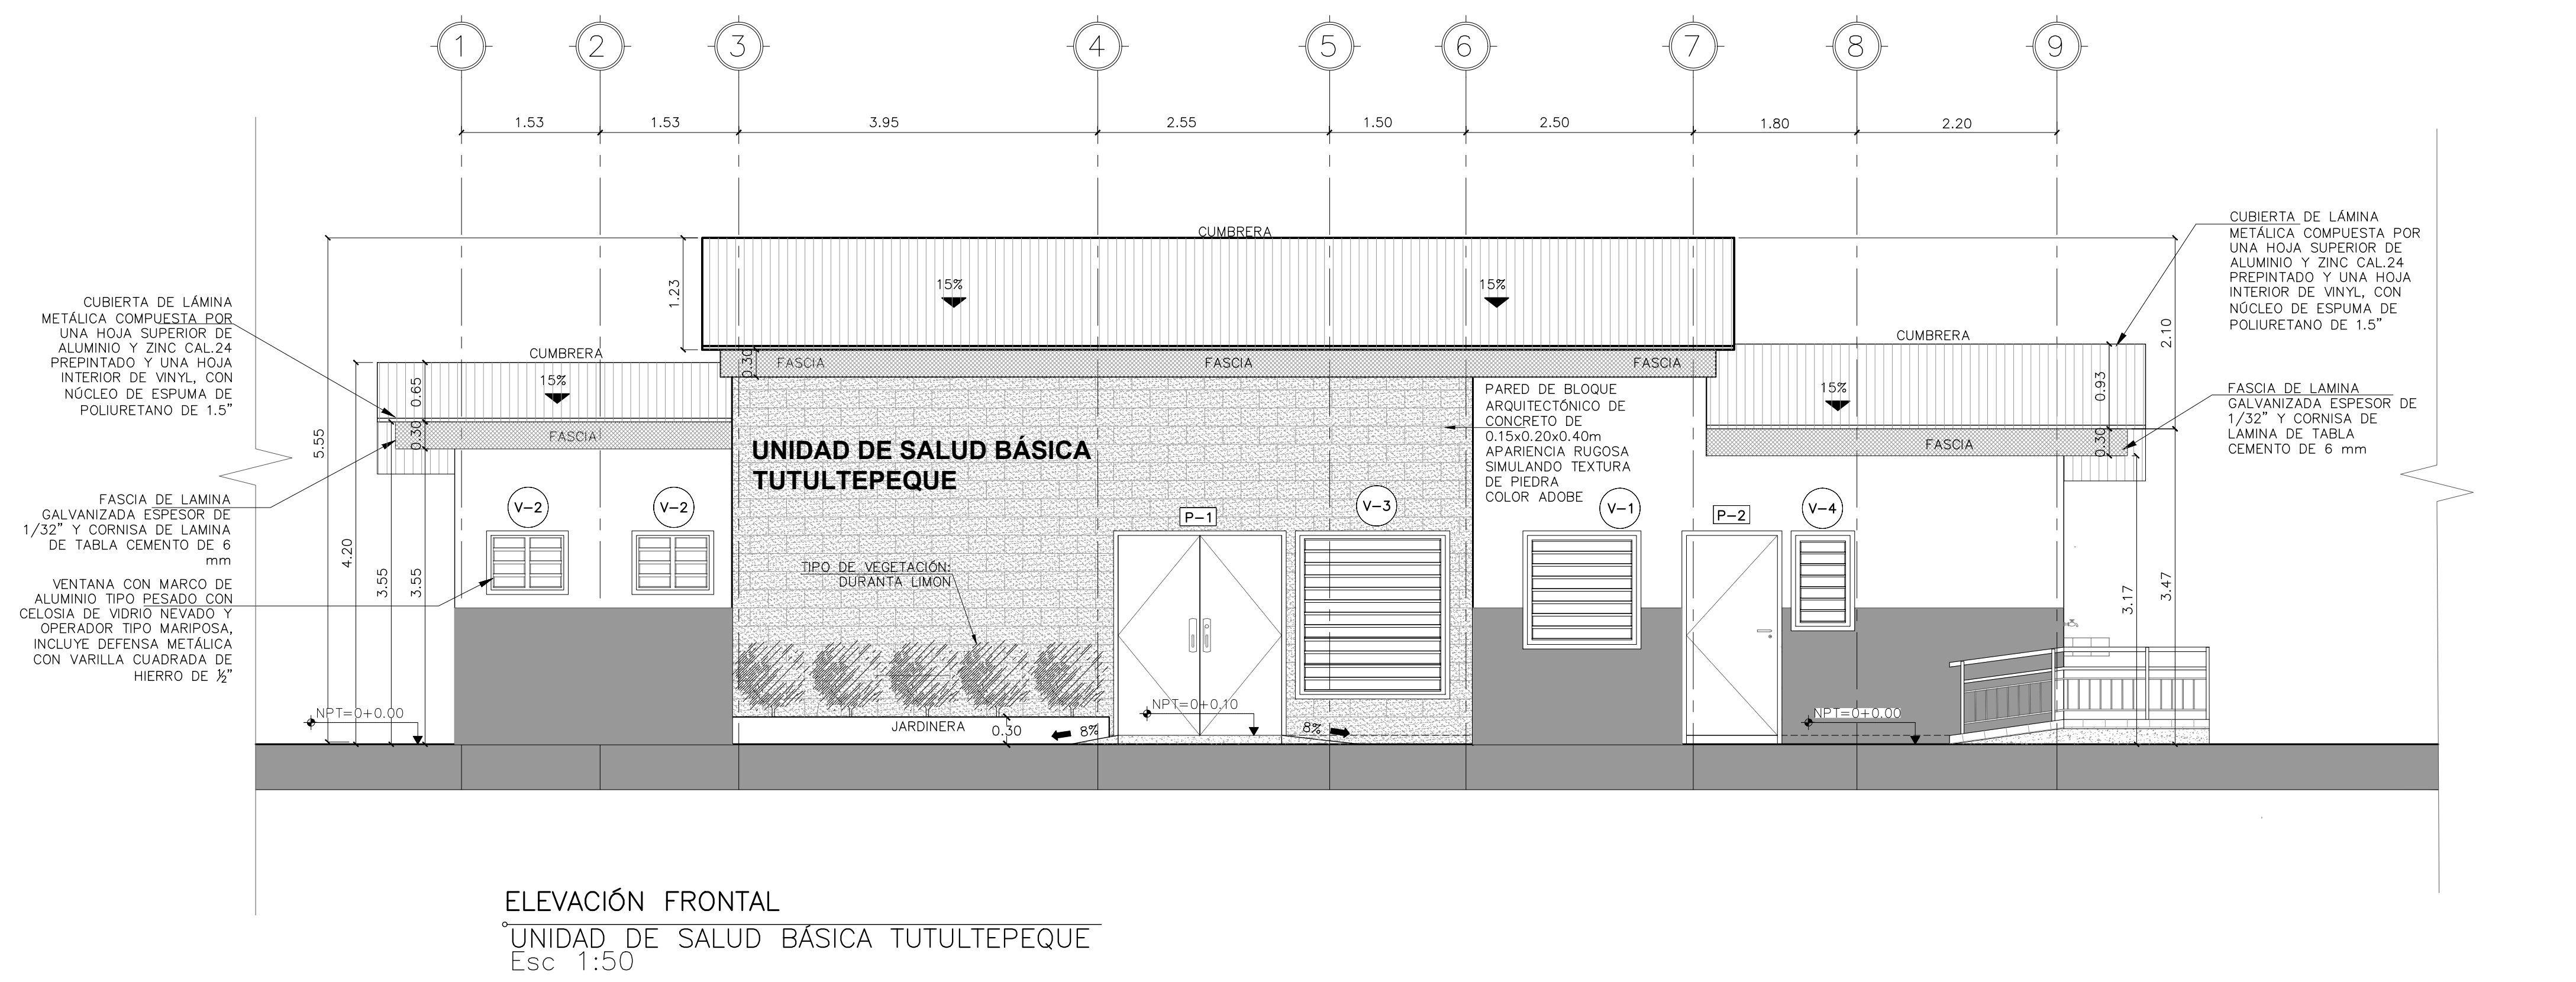 1 2 3 4 5 6 7 8 9
1.53 1.53 3.95 2.55 1.50 2.50 1.80 2.20
CUMBRERA
15% 15%
1.23
5.55
CUBIERTA DE LÁMINA
METÁLICA COMPUESTA POR
UNA HOJA SUPERIOR DE
ALUMINIO Y ZINC CAL.24
PREPINTADO Y UNA HOJA
INTERIOR DE VINYL, CON
NÚCLEO DE ESPUMA DE
POLIURETANO DE 1.5”
FASCIA DE LAMINA
GALVANIZADA ESPESOR DE
1/32” Y CORNISA DE LAMINA
DE TABLA CEMENTO DE 6
mm
VENTANA CON MARCO DE
ALUMINIO TIPO PESADO CON
CELOSIA DE VIDRIO NEVADO Y
OPERADOR TIPO MARIPOSA,
INCLUYE DEFENSA METÁLICA
CON VARILLA CUADRADA DE
HIERRO DE ½”
CUMBRERA
15%
0.65
0.30
FASCIA
4.20
3.55
3.55
V-2 V-2
NPT=0+0.00
0.30
FASCIA FASCIA FASCIA
UNIDAD DE SALUD BÁSICA
TUTULTEPEQUE
TIPO DE VEGETACIÓN:
DURANTA LIMON
JARDINERA
0.30
8%
P-1
NPT=0+0.10
8%
V-3
PARED DE BLOQUE
ARQUITECTÓNICO DE
CONCRETO DE
0.15x0.20x0.40m
APARIENCIA RUGOSA
SIMULANDO TEXTURA
DE PIEDRA
COLOR ADOBE
V-1
P-2
V-4
NPT=0+0.00
CUMBRERA
15%
0.93
0.30
FASCIA
2.10
3.17
3.47
CUBIERTA DE LÁMINA
METÁLICA COMPUESTA POR
UNA HOJA SUPERIOR DE
ALUMINIO Y ZINC CAL.24
PREPINTADO Y UNA HOJA
INTERIOR DE VINYL, CON
NÚCLEO DE ESPUMA DE
POLIURETANO DE 1.5”
FASCIA DE LAMINA
GALVANIZADA ESPESOR DE
1/32” Y CORNISA DE
LAMINA DE TABLA
CEMENTO DE 6 mm
ELEVACIÓN FRONTAL
UNIDAD DE SALUD BÁSICA TUTULTEPEQUE
Esc 1:50